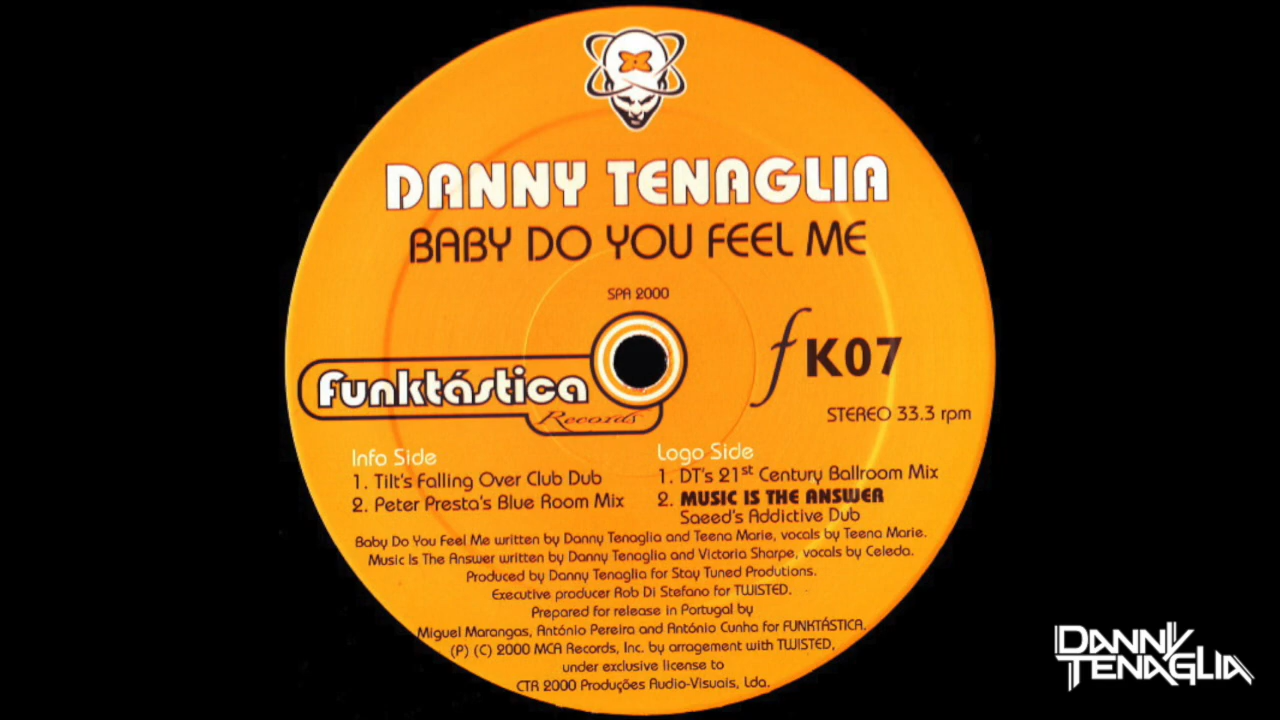 DANNY TENAGLIA
BABY DO YOU FEEL ME
SPA 2000
f K07
Funktástica
Records
STEREO 33.3 rpm
Info Side
1. Tilt's Falling Over Club Dub
2. Peter Presta's Blue Room Mix
Logo Side
1. DT's 21st Century Ballroom Mix
2. MUSIC IS THE ANSWER
Saeed's Addictive Dub
Baby Do You Feel Me written by Danny Tenaglia and Teena Marie, vocals by Teena Marie.
Music Is The Answer written by Danny Tenaglia and Victoria Sharpe, vocals by Celeda.
Produced by Danny Tenaglia for Stay Tuned Produtions.
Executive producer Rob Di Stefano for TWISTED.
Prepared for release in Portugal by
Miguel Marangas, António Pereira and António Cunha for FUNKTÁSTICA.
(P) (C) 2000 MCA Records, Inc. by arragement with TWISTED,
under exclusive license to
CTR 2000 Produções Audio-Visuais, Lda.
DANNY
TENAGLIA